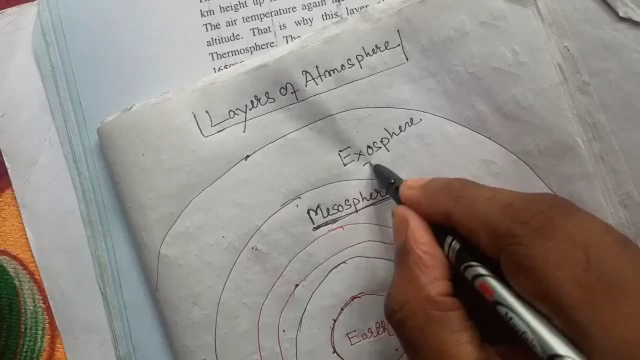 km height up
The air temperature again
altitude. That is why this
Thermosphere. The
Layers of Atmosphere
Exosphere
Mesosphere
Earth